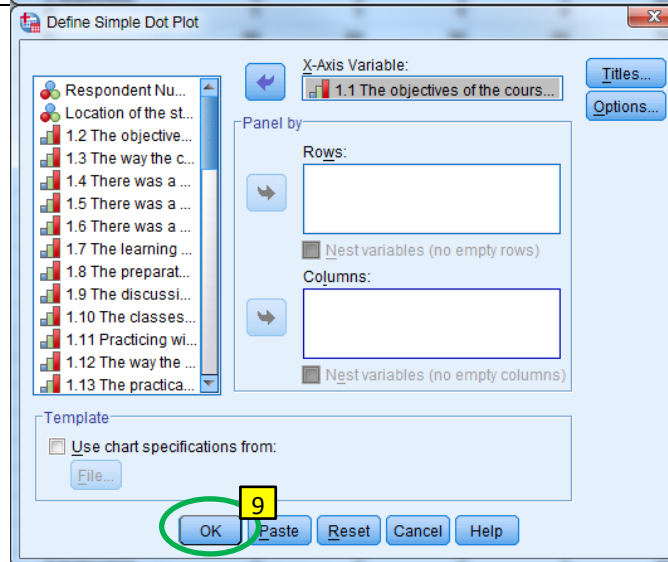 Define Simple Dot Plot
X
Respondent Nu...
Location of the st...
1.2 The objective...
1.3 The way the c...
1.4 There was a ...
1.5 There was a ...
1.6 There was a ...
1.7 The learning ...
1.8 The preparat...
1.9 The discussi...
1.10 The classes...
1.11 Practicing wi...
1.12 The way the ...
1.13 The practica...
X-Axis Variable:
1.1 The objectives of the cours...
Panel by
Rows:
Nest variables (no empty rows)
Columns:
Nest variables (no empty columns)
Titles...
Options...
Template
Use chart specifications from:
File...
9
OK Paste Reset Cancel Help